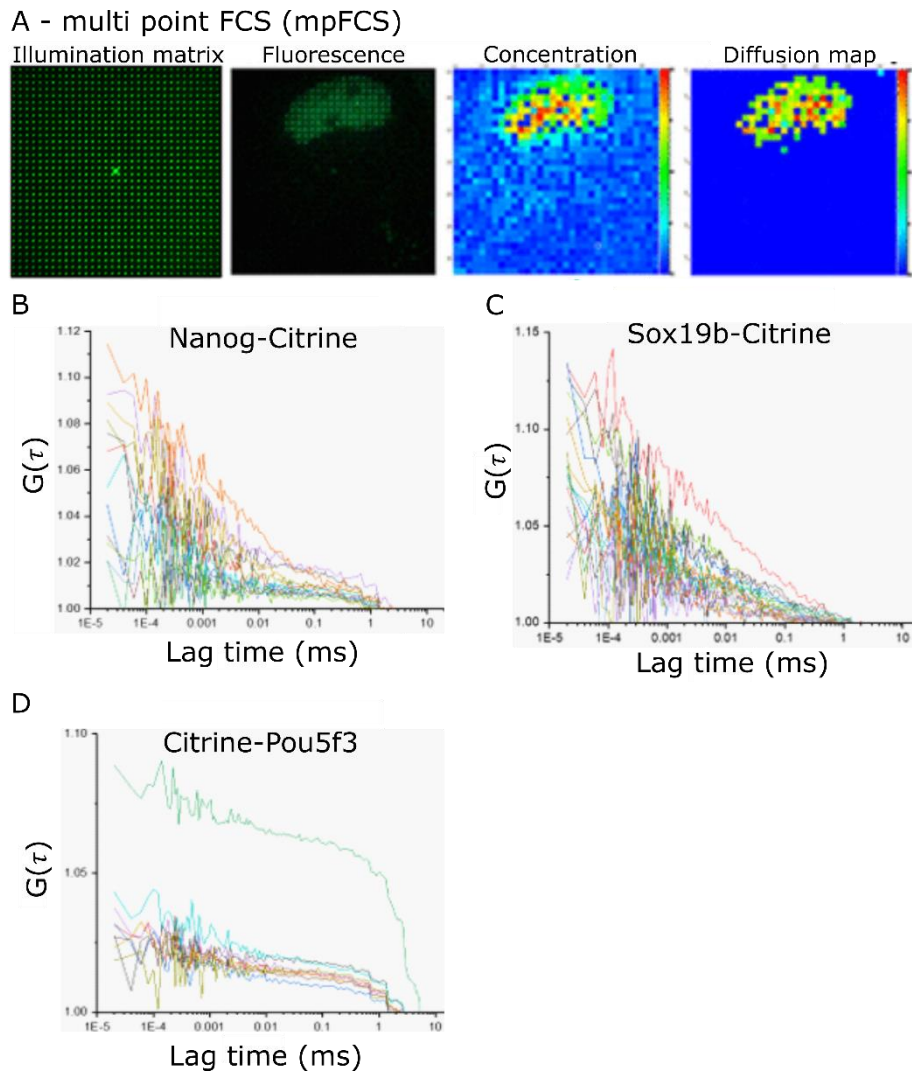 A - multi point FCS (mpFCS)
Illumination matrix Fluorescence Concentration Diffusion map
B
Nanog-Citrine
1.12
1.10
1.08
1.06
1.04
1.02
1.00
G(τ)
1E-5 1E-4 0.001 0.01 0.1 1 10
Lag time (ms)
C
Sox19b-Citrine
1.15
1.10
1.05
1.00
G(τ)
1E-5 1E-4 0.001 0.01 0.1 1 10
Lag time (ms)
D
Citrine-Pou5f3
1.10
1.05
1.00
G(τ)
1E-5 1E-4 0.001 0.01 0.1 1 10
Lag time (ms)